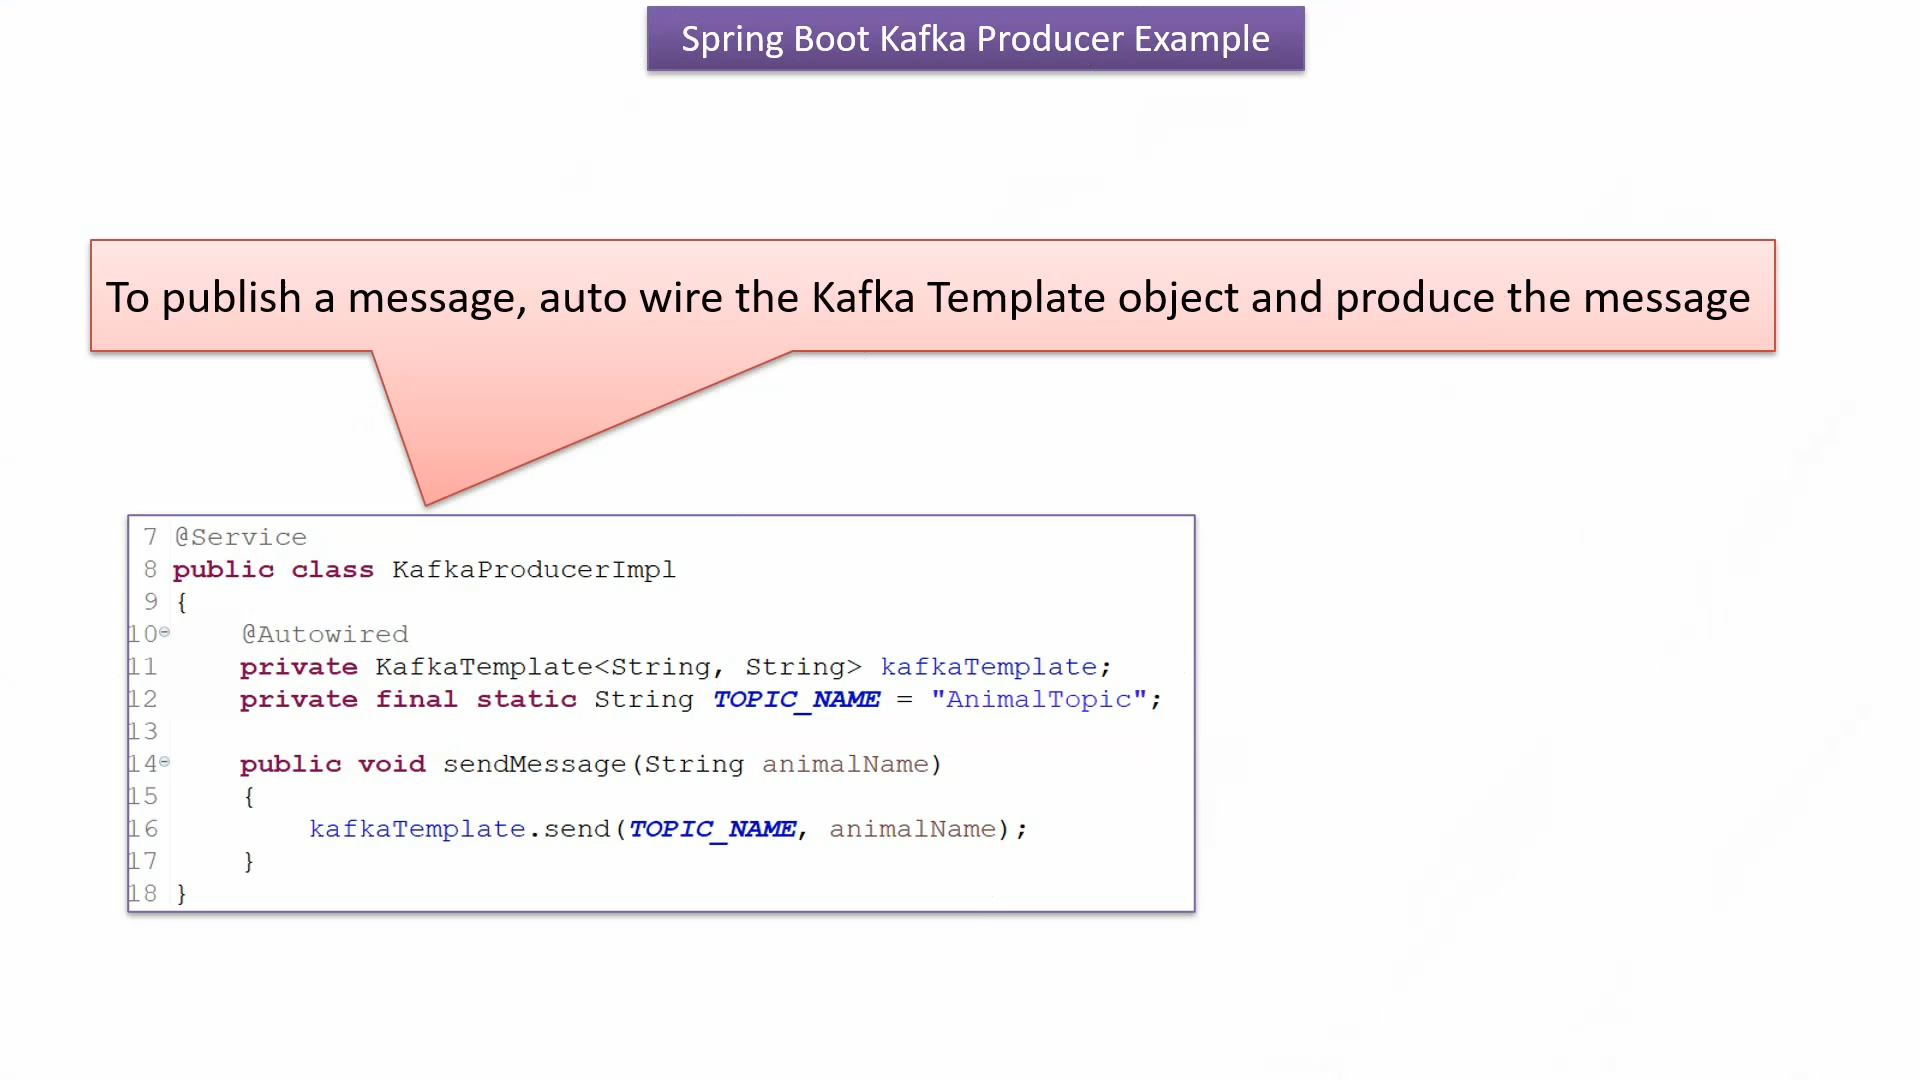 Spring Boot Kafka Producer Example
To publish a message, auto wire the Kafka Template object and produce the message
7 @Service
8 public class KafkaProducerImpl
9 {
10 @Autowired
11 private KafkaTemplate<String, String> kafkaTemplate;
12 private final static String TOPIC_NAME = "AnimalTopic";
13
14 public void sendMessage(String animalName)
15 {
16 kafkaTemplate.send(TOPIC_NAME, animalName);
17 }
18 }